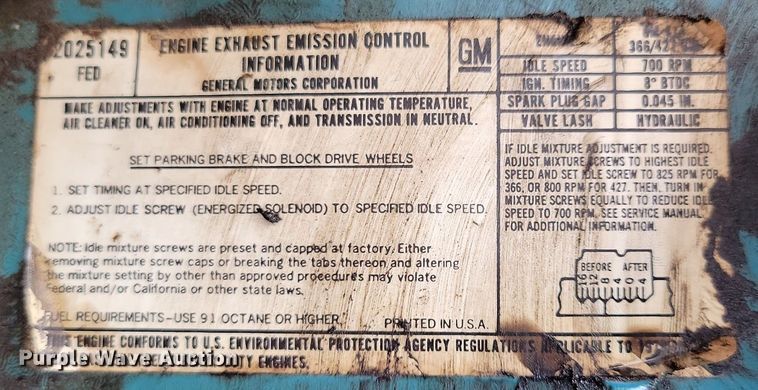 2025149
FED
ENGINE EXHAUST EMISSION CONTROL
INFORMATION
GENERAL MOTORS CORPORATION
GM
366/427
IDLE SPEED 700 RPM
IGN. TIMING 8° BTDC
SPARK PLUG GAP 0.045 IN.
VALVE LASH HYDRAULIC
MAKE ADJUSTMENTS WITH ENGINE AT NORMAL OPERATING TEMPERATURE,
AIR CLEANER ON, AIR CONDITIONING OFF, AND TRANSMISSION IN NEUTRAL.
SET PARKING BRAKE AND BLOCK DRIVE WHEELS
1. SET TIMING AT SPECIFIED IDLE SPEED.
2. ADJUST IDLE SCREW (ENERGIZED SOLENOID) TO SPECIFIED IDLE SPEED.
NOTE: Idle mixture screws are preset and capped at factory. Either
removing mixture screw caps or breaking the tabs thereon and altering
the mixture setting by other than approved procedures may violate
Federal and/or California or other state laws.
FUEL REQUIREMENTS-USE 91 OCTANE OR HIGHER. PRINTED IN U.S.A.
IF IDLE MIXTURE ADJUSTMENT IS REQUIRED.
ADJUST MIXTURE SCREWS TO HIGHEST IDLE
SPEED AND SET IDLE SCREW TO 825 RPM FOR
366, OR 800 RPM FOR 427. THEN, TURN IN
MIXTURE SCREWS EQUALLY TO REDUCE IDLE
SPEED TO 700 RPM. SEE SERVICE MANUAL
FOR ADDITIONAL INFORMATION.
BEFORE AFTER
16 12 8 4 0 4
THIS ENGINE CONFORMS TO U.S. ENVIRONMENTAL PROTECTION AGENCY REGULATIONS APPLICABLE TO
DUTY ENGINES.
Purple Wave Auction